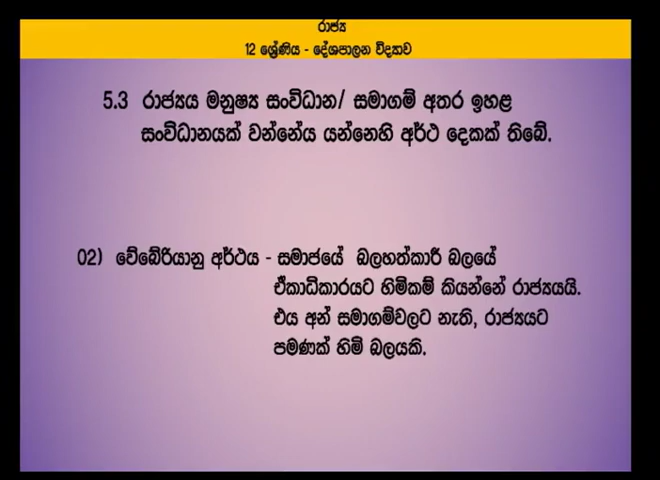 රාජ්‍ය
12 ශ්‍රේණිය - දේශපාලන විද්‍යාව
5.3 රාජ්‍යය මනුෂ්‍ය සංවිධාන/ සමාගම් අතර ඉහළ
සංවිධානයක් වන්නේය යන්නෙහි අර්ථ දෙකක් තිබේ.
02) වේබේරියානු අර්ථය - සමාජයේ බලහත්කාරී බලයේ
ඒකාධිකාරයට හිමිකම් කියන්නේ රාජ්‍යයයි.
එය අන් සමාගම්වලට නැති, රාජ්‍යයට
පමණක් හිමි බලයකි.